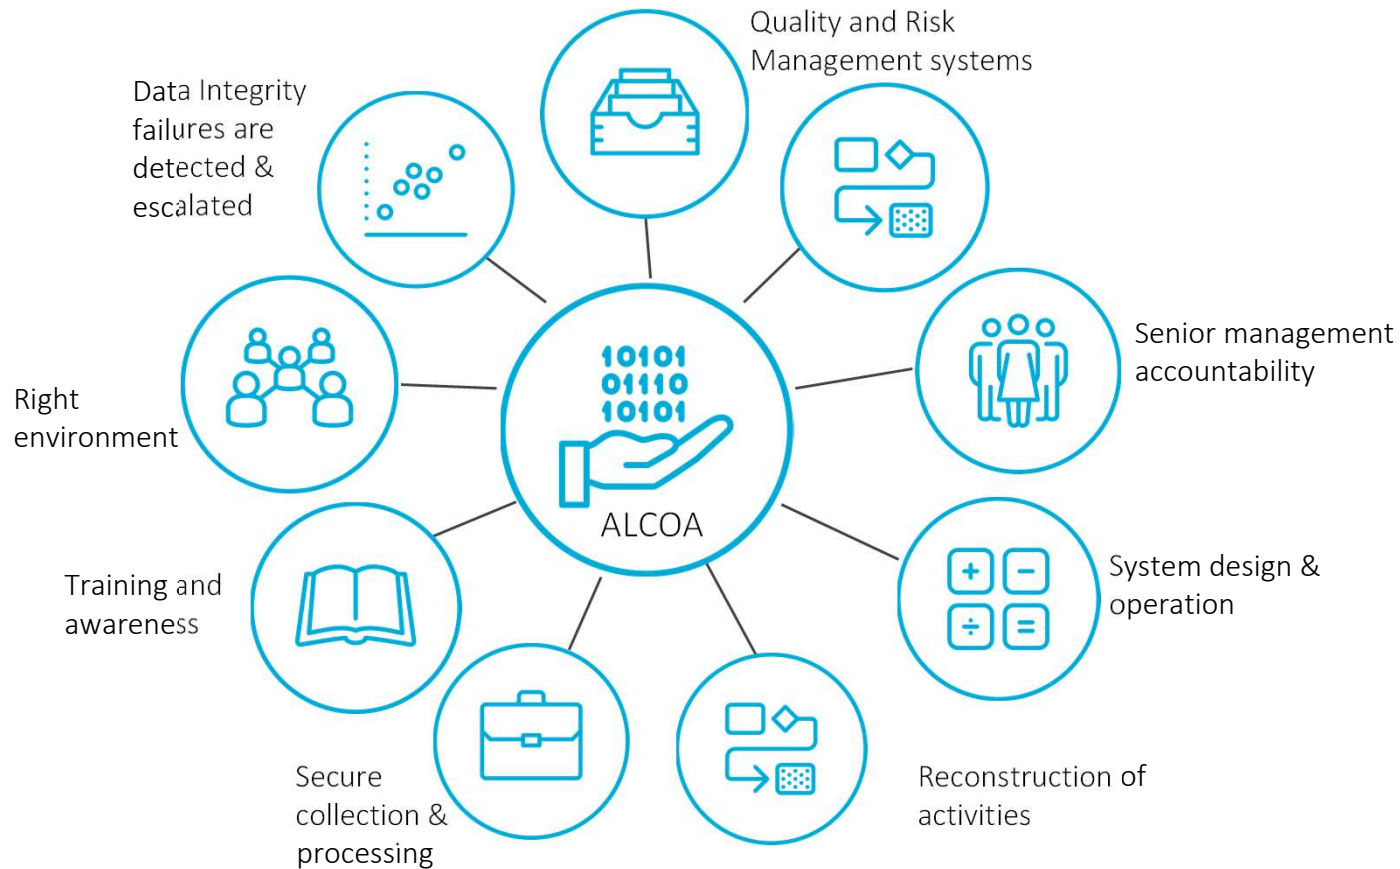 Quality and Risk
Management systems
Data Integrity
failures are
detected &
escalated
Senior management
accountability
10101
01110
10101
ALCOA
Right
environment
System design &
operation
+
-
÷
=
Training and
awareness
Secure
collection &
processing
Reconstruction of
activities